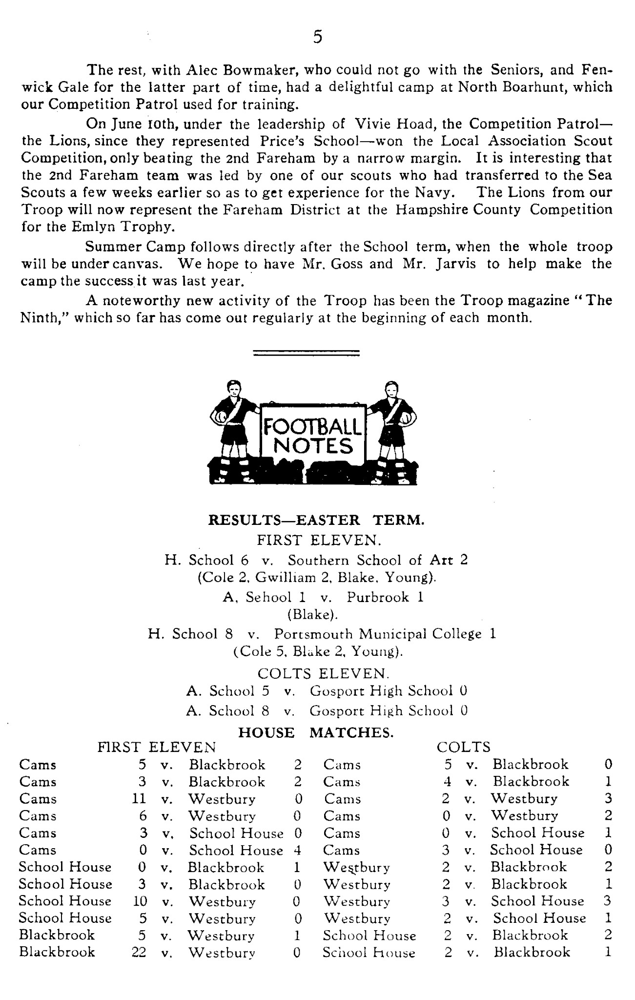 5
The rest, with Alec Bowmaker, who could not go with the Seniors, and Fen-
wick Gale for the latter part of time, had a delightful camp at North Boarhunt, which
our Competition Patrol used for training.
On June 10th, under the leadership of Vivie Hoad, the Competition Patrol—
the Lions, since they represented Price's School—won the Local Association Scout
Competition, only beating the 2nd Fareham by a narrow margin. It is interesting that
the 2nd Fareham team was led by one of our scouts who had transferred to the Sea
Scouts a few weeks earlier so as to get experience for the Navy. The Lions from our
Troop will now represent the Fareham District at the Hampshire County Competition
for the Emlyn Trophy.
Summer Camp follows directly after the School term, when the whole troop
will be under canvas. We hope to have Mr. Goss and Mr. Jarvis to help make the
camp the success it was last year.
A noteworthy new activity of the Troop has been the Troop magazine “The
Ninth,” which so far has come out regularly at the beginning of each month.
FOOTBALL
NOTES
RESULTS—EASTER TERM.
FIRST ELEVEN.
H. School 6 v. Southern School of Art 2
(Cole 2, Gwilliam 2, Blake, Young).
A, Sehool 1 v. Purbrook 1
(Blake).
H. School 8 v. Portsmouth Municipal College 1
(Cole 5, Blake 2, Young).
COLTS ELEVEN.
A. School 5 v. Gosport High School 0
A. School 8 v. Gosport High School 0
HOUSE MATCHES.
FIRST ELEVEN COLTS
Cams 5 v. Blackbrook 2 Cams 5 v. Blackbrook 0
Cams 3 v. Blackbrook 2 Cams 4 v. Blackbrook 1
Cams 11 v. Westbury 0 Cams 2 v. Westbury 3
Cams 6 v. Westbury 0 Cams 0 v. Westbury 2
Cams 3 v. School House 0 Cams 0 v. School House 1
Cams 0 v. School House 4 Cams 3 v. School House 0
School House 0 v. Blackbrook 1 Westbury 2 v. Blackbrook 2
School House 3 v. Blackbrook 0 Westbury 2 v. Blackbrook 1
School House 10 v. Westbury 0 Westbury 3 v. School House 3
School House 5 v. Westbury 0 Westbury 2 v. School House 1
Blackbrook 5 v. Westbury 1 School House 2 v. Blackbrook 2
Blackbrook 22 v. Westbury 0 School House 2 v. Blackbrook 1